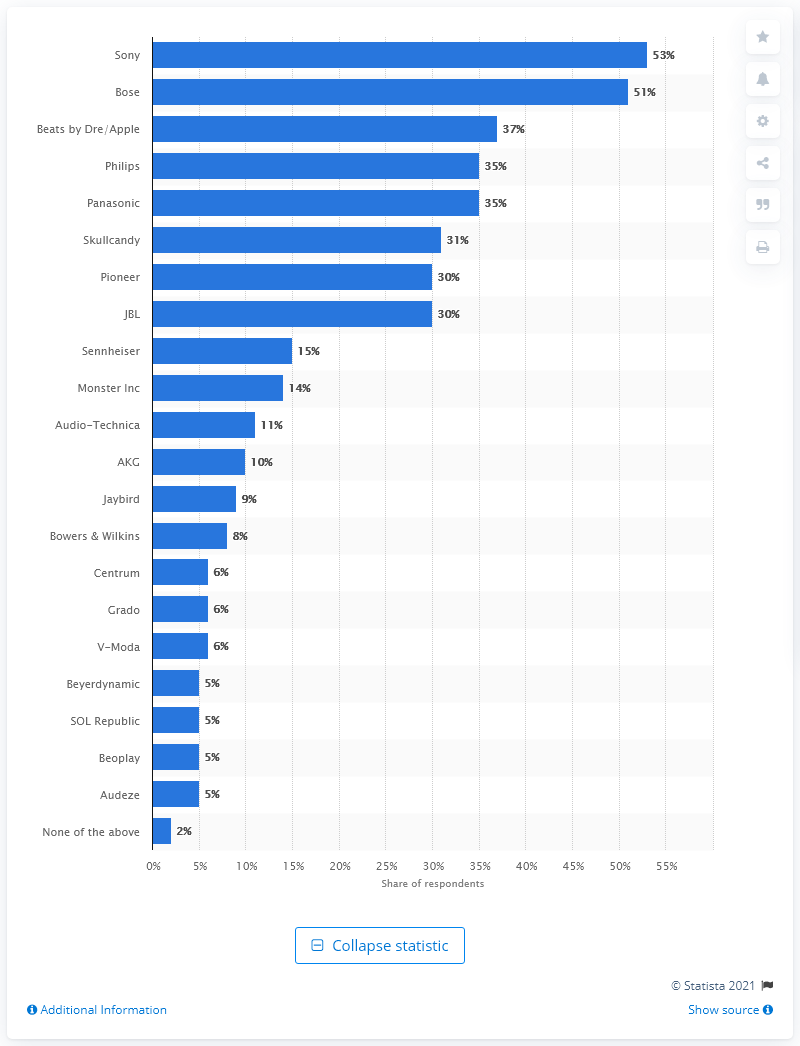 Sony 53%
Bose 51%
Beats by Dre/Apple 37%
Philips 35%
Panasonic 35%
Skullcandy 31%
Pioneer 30%
JBL 30%
Sennheiser 15%
Monster Inc 14%
Audio-Technica 11%
AKG 10%
Jaybird 9%
Bowers & Wilkins 8%
Centrum 6%
Grado 6%
V-Moda 6%
Beyerdynamic 5%
SOL Republic 5%
Beoplay 5%
Audeze 5%
None of the above 2%
0% 5% 10% 15% 20% 25% 30% 35% 40% 45% 50% 55%
Share of respondents
Collapse statistic
© Statista 2021
Additional Information Show source